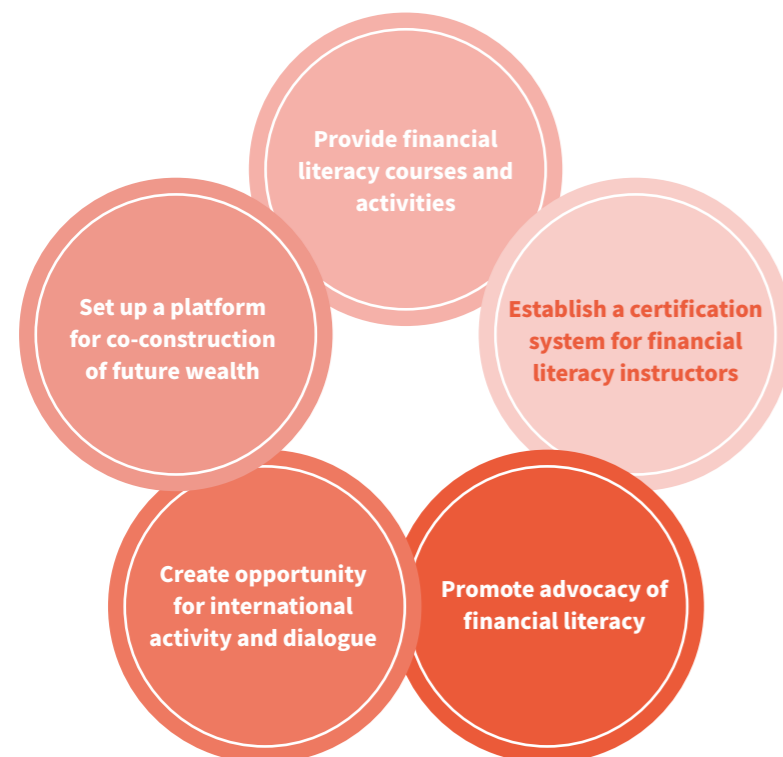 Provide financial
literacy courses and
activities
Establish a certification
system for financial
literacy instructors
Promote advocacy of
financial literacy
Create opportunity
for international
activity and dialogue
Set up a platform
for co-construction
of future wealth